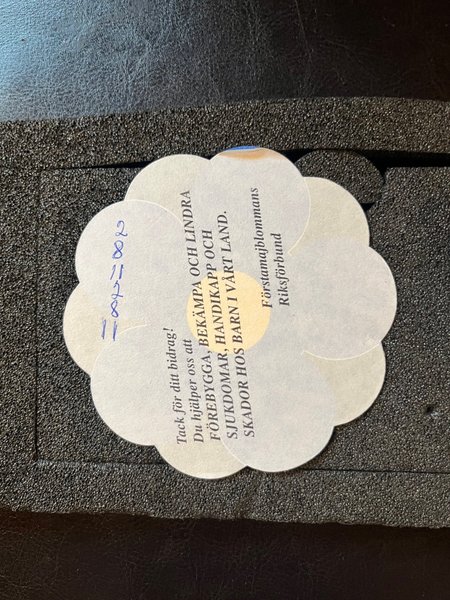 Tack för ditt bidrag!
Du hjälper oss att
FÖREBYGGA, BEKÄMPA OCH LINDRA
SJUKDOMAR, HANDIKAPP OCH
SKADOR HOS BARN I VÅRT LAND.
Förstamajblommans
Riksförbund